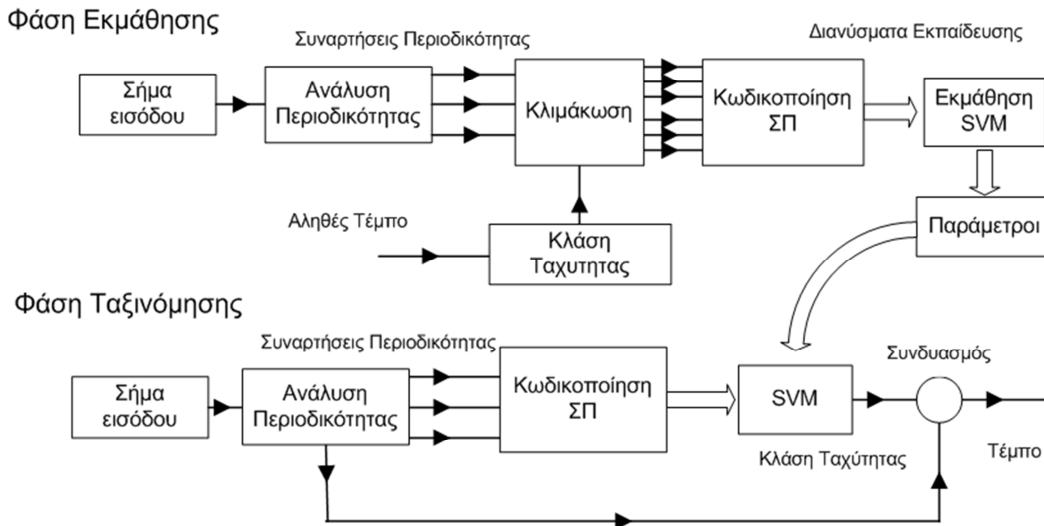 Φάση Εκμάθησης
Συναρτήσεις Περιοδικότητας
Διανύσματα Εκπαίδευσης
Σήμα
εισόδου
Ανάλυση
Περιοδικότητας
Κλιμάκωση
Κωδικοποίηση
ΣΠ
Εκμάθηση
SVM
Αληθές Τέμπο
Κλάση
Ταχυτητας
Παράμετροι
Φάση Ταξινόμησης
Συναρτήσεις Περιοδικότητας
Συνδυασμός
Σήμα
εισόδου
Ανάλυση
Περιοδικότητας
Κωδικοποίηση
ΣΠ
SVM
Κλάση Ταχύτητας
Τέμπο